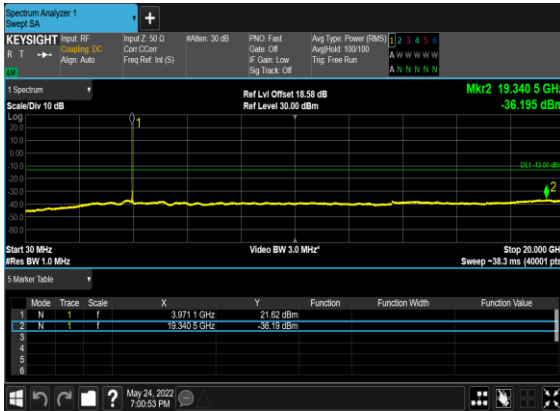 Spectrum Analyzer 1
Swept SA
+
KEYSIGHT Input: RF Input Z: 50 Ω #Atten: 30 dB PNO: Fast Avg Type: Power (RMS) 1 2 3 4 5 6
R T Coupling: DC Corr CCorr Gate: Off Avg|Hold: 100/100 A W W W W W
Align: Auto Freq Ref: Int (S) IF Gain: Low Trig: Free Run
LXI Sig Track: Off A N N N N N
1 Spectrum Ref Lvl Offset 18.58 dB Mkr2 19.340 5 GHz
Scale/Div 10 dB Ref Level 30.00 dBm -36.195 dBm
Log
1
20.0
10.0
0.00
-10.0 DL1 -13.00 dBm
-20.0
-30.0 2
-40.0
-50.0
-60.0
Start 30 MHz Video BW 3.0 MHz* Stop 20.000 GHz
#Res BW 1.0 MHz Sweep ~38.3 ms (40001 pts)
5 Marker Table
Mode Trace Scale X Y Function Function Width Function Value
1 N 1 f 3.971 1 GHz 21.62 dBm
2 N 1 f 19.340 5 GHz -36.19 dBm
3
4
5
6
? May 24, 2022
7:00:53 PM